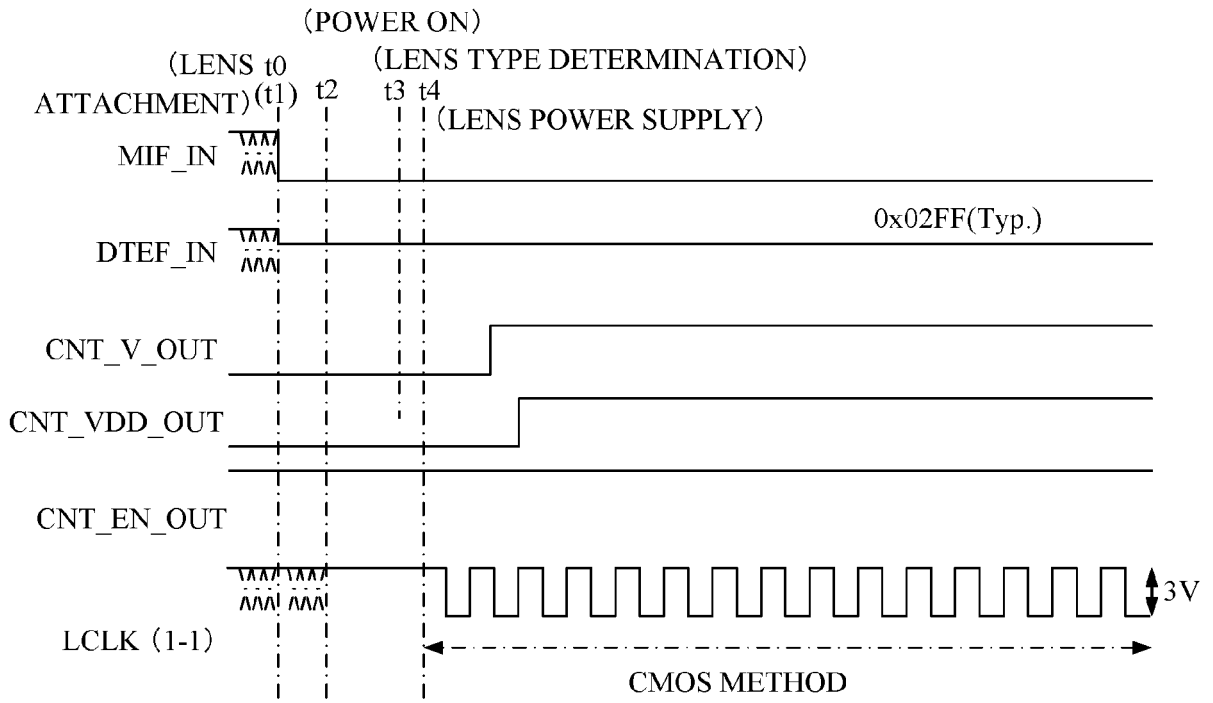 (POWER ON)
(LENS t0
(LENS TYPE DETERMINATION)
ATTACHMENT) (t1) t2 t3 t4
(LENS POWER SUPPLY)
MIF_IN
0x02FF(Typ.)
DTEF_IN
CNT_V_OUT
CNT_VDD_OUT
CNT_EN_OUT
3V
LCLK (1-1)
CMOS METHOD